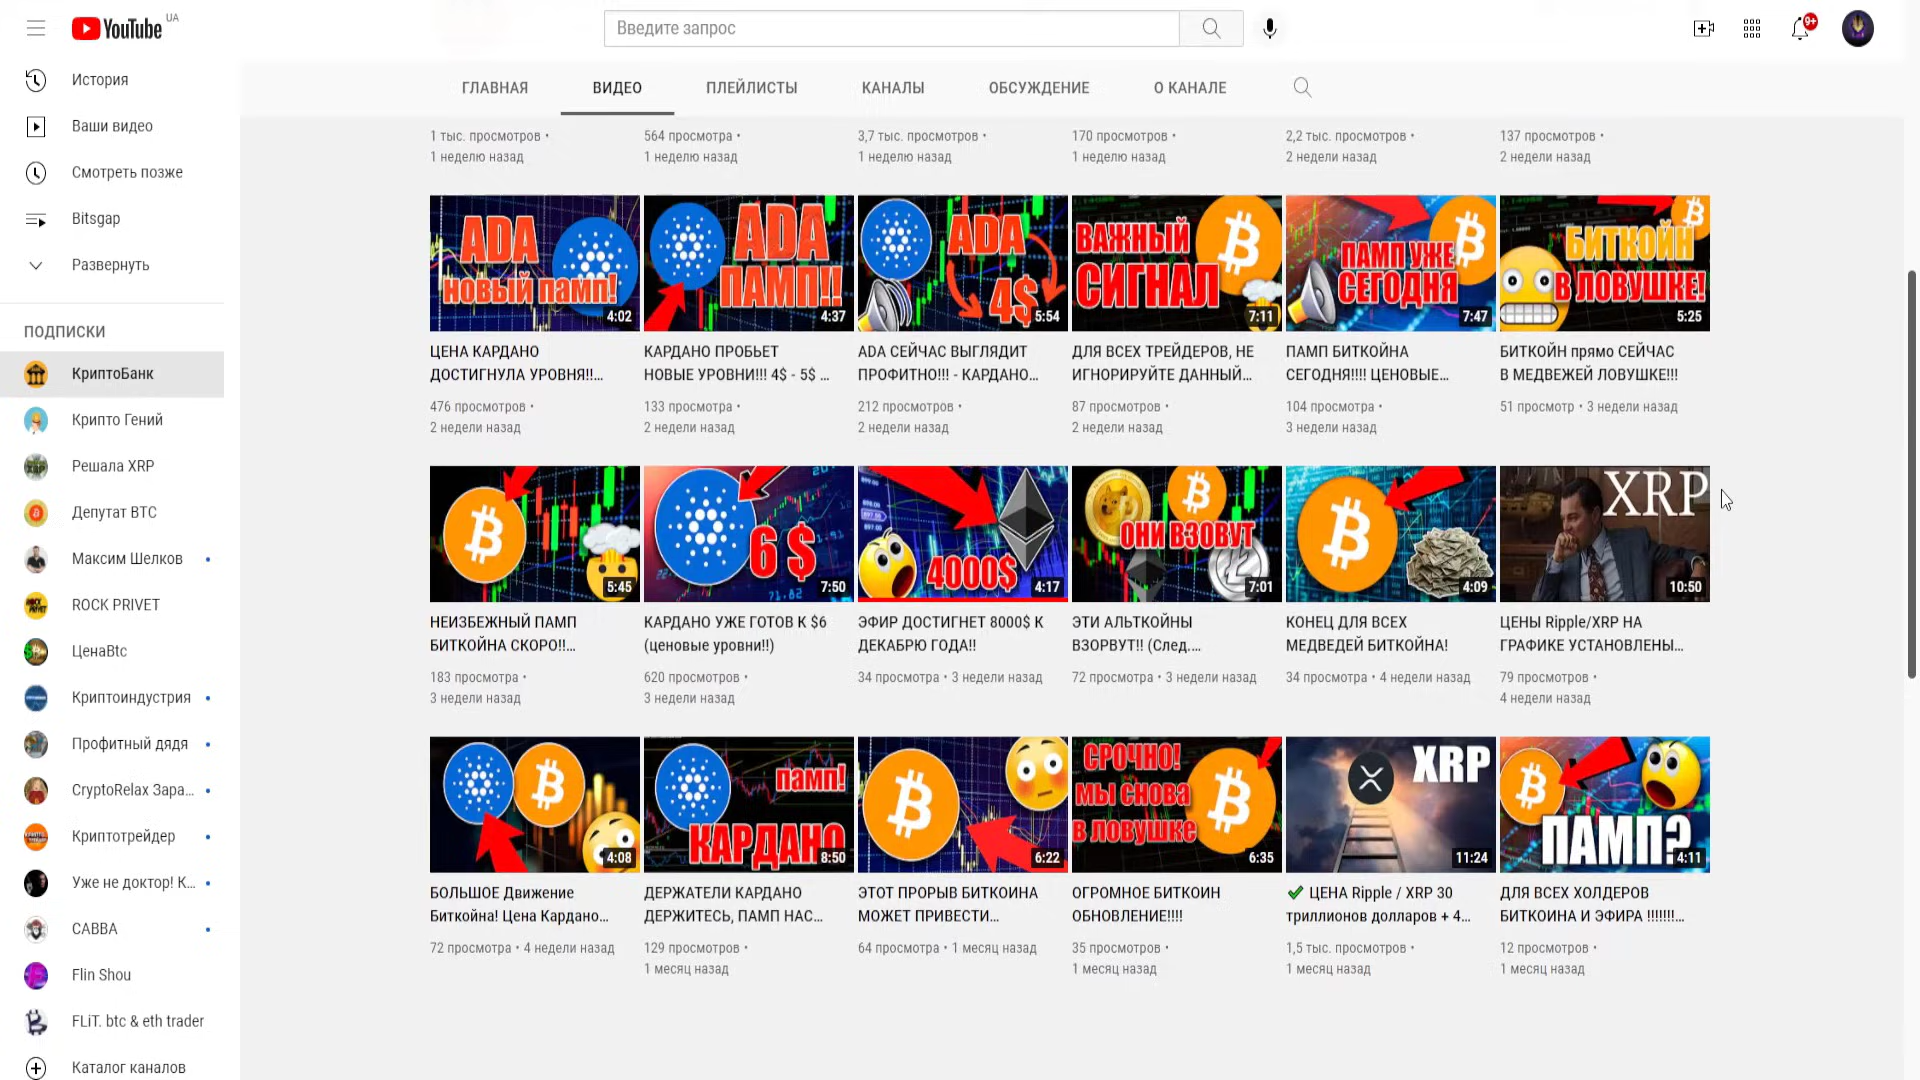 YouTube UA
Введите запрос
9+
История
Ваши видео
Смотреть позже
Bitsgap
Развернуть
ПОДПИСКИ
КриптоБанк
Крипто Гений
Решала XRP
Депутат BTC
Максим Шелков
ROCK PRIVET
ЦенаBtc
Криптоиндустрия
Профитный дядя
CryptoRelax Зара...
Криптотрейдер
Уже не доктор! К...
САВВА
Flin Shou
FLiT. btc & eth trader
Каталог каналов
ГЛАВНАЯ ВИДЕО ПЛЕЙЛИСТЫ КАНАЛЫ ОБСУЖДЕНИЕ О КАНАЛЕ
1 тыс. просмотров •
1 неделю назад
564 просмотра •
1 неделю назад
3,7 тыс. просмотров •
1 неделю назад
170 просмотров •
1 неделю назад
2,2 тыс. просмотров •
2 недели назад
137 просмотров •
2 недели назад
ADA
НОВЫЙ ПАМП!
4:02
ЦЕНА КАРДАНО
ДОСТИГНУЛА УРОВНЯ!!...
476 просмотров •
2 недели назад
ADA
ПАМП!!
4:37
КАРДАНО ПРОБЬЕТ
НОВЫЕ УРОВНИ!!! 4$ - 5$ ...
133 просмотра •
2 недели назад
ADA
4$
5:54
ADA СЕЙЧАС ВЫГЛЯДИТ
ПРОФИТНО!!! - КАРДАНО...
212 просмотров •
2 недели назад
ВАЖНЫЙ
СИГНАЛ
7:11
ДЛЯ ВСЕХ ТРЕЙДЕРОВ, НЕ
ИГНОРИРУЙТЕ ДАННЫЙ...
87 просмотров •
2 недели назад
ПАМП УЖЕ
СЕГОДНЯ
7:47
ПАМП БИТКОЙНА
СЕГОДНЯ!!!! ЦЕНОВЫЕ...
104 просмотра •
3 недели назад
БИТКОЙН
В ЛОВУШКЕ!
5:25
БИТКОЙН прямо СЕЙЧАС
В МЕДВЕЖЕЙ ЛОВУШКЕ!!!
51 просмотр • 3 недели назад
5:45
НЕИЗБЕЖНЫЙ ПАМП
БИТКОЙНА СКОРО!!...
183 просмотра •
3 недели назад
6 $
7:50
КАРДАНО УЖЕ ГОТОВ К $6
(ценовые уровни!!)
620 просмотров •
3 недели назад
4000$
4:17
ЭФИР ДОСТИГНЕТ 8000$ К
ДЕКАБРЮ ГОДА!!
34 просмотра • 3 недели назад
ОНИ ВЗОВУТ
7:01
ЭТИ АЛЬТКОЙНЫ
ВЗОРВУТ!! (След....
72 просмотра • 3 недели назад
4:09
КОНЕЦ ДЛЯ ВСЕХ
МЕДВЕДЕЙ БИТКОЙНА!
34 просмотра • 4 недели назад
XRP
10:50
ЦЕНЫ Ripple/XRP НА
ГРАФИКЕ УСТАНОВЛЕНЫ...
79 просмотров •
4 недели назад
4:08
БОЛЬШОЕ Движение
Биткойна! Цена Кардано...
72 просмотра • 4 недели назад
памп!
КАРДАНО
8:50
ДЕРЖАТЕЛИ КАРДАНО
ДЕРЖИТЕСЬ, ПАМП НАС...
129 просмотров •
1 месяц назад
6:22
ЭТОТ ПРОРЫВ БИТКОИНА
МОЖЕТ ПРИВЕСТИ...
64 просмотра • 1 месяц назад
СРОЧНО!
МЫ СНОВА
В ЛОВУШКЕ
6:35
ОГРОМНОЕ БИТКОИН
ОБНОВЛЕНИЕ!!!!
35 просмотров •
1 месяц назад
XRP
11:24
ЦЕНА Ripple / XRP 30
триллионов долларов + 4...
1,5 тыс. просмотров •
1 месяц назад
ПАМП?
4:11
ДЛЯ ВСЕХ ХОЛДЕРОВ
БИТКОИНА И ЭФИРА !!!!!!!...
12 просмотров •
1 месяц назад